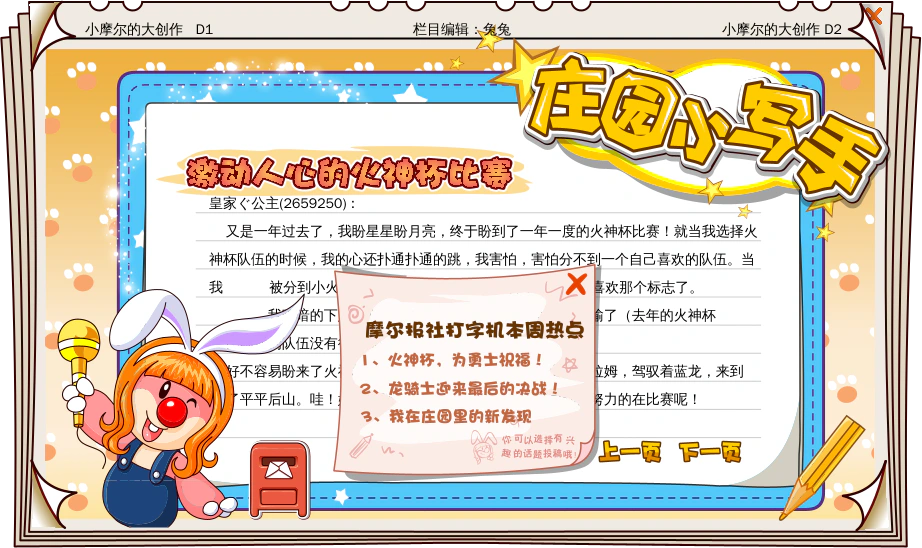 小摩尔的大创作 D1
栏目编辑：兔兔
小摩尔的大创作 D2
庄园小写手
激动人心的火神杯比赛
皇家ぐ公主(2659250)：
又是一年过去了，我盼星星盼月亮，终于盼到了一年一度的火神杯比赛！就当我选择火
神杯队伍的时候，我的心还扑通扑通的跳，我害怕，害怕分不到一个自己喜欢的队伍。当
我 被分到小火 喜欢那个标志了。
暗的下 输了（去年的火神杯
队伍没有
好不容易盼来了火 拉姆，驾驭着蓝龙，来到
了平平后山。哇！ 努力的在比赛呢！
摩尔报社打字机本周热点
1、火神杯，为勇士祝福！
2、龙骑士迎来最后的决战！
3、我在庄园里的新发现
你可以选择有兴
趣的话题投稿哦！
上一页 下一页